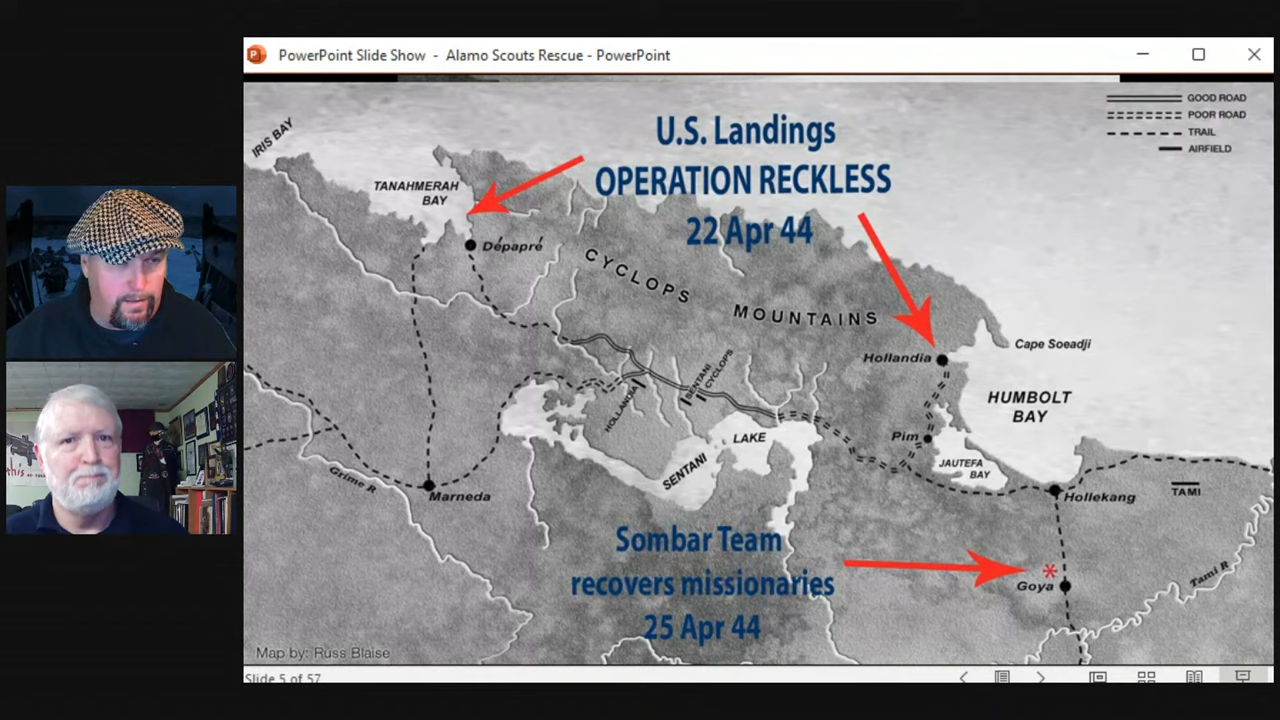 PowerPoint Slide Show - Alamo Scouts Rescue - PowerPoint
GOOD ROAD
POOR ROAD
TRAIL
AIRFIELD
IRIS BAY
U.S. Landings
OPERATION RECKLESS
22 Apr 44
TANAHMERAH
BAY
Dépapré
CYCLOPS
MOUNTAINS
Hollandia
Cape Soeadji
HUMBOLT
BAY
HOLLANDIA
SENTANI
CYCLOPS
LAKE
SENTANI
Pim
JAUTEFA
BAY
Hollekang
TAMI
Grime R
Marneda
Sombar Team
recovers missionaries
25 Apr 44
Goya
Tami R
this
Map by: Russ Blaise
Slide 5 of 57